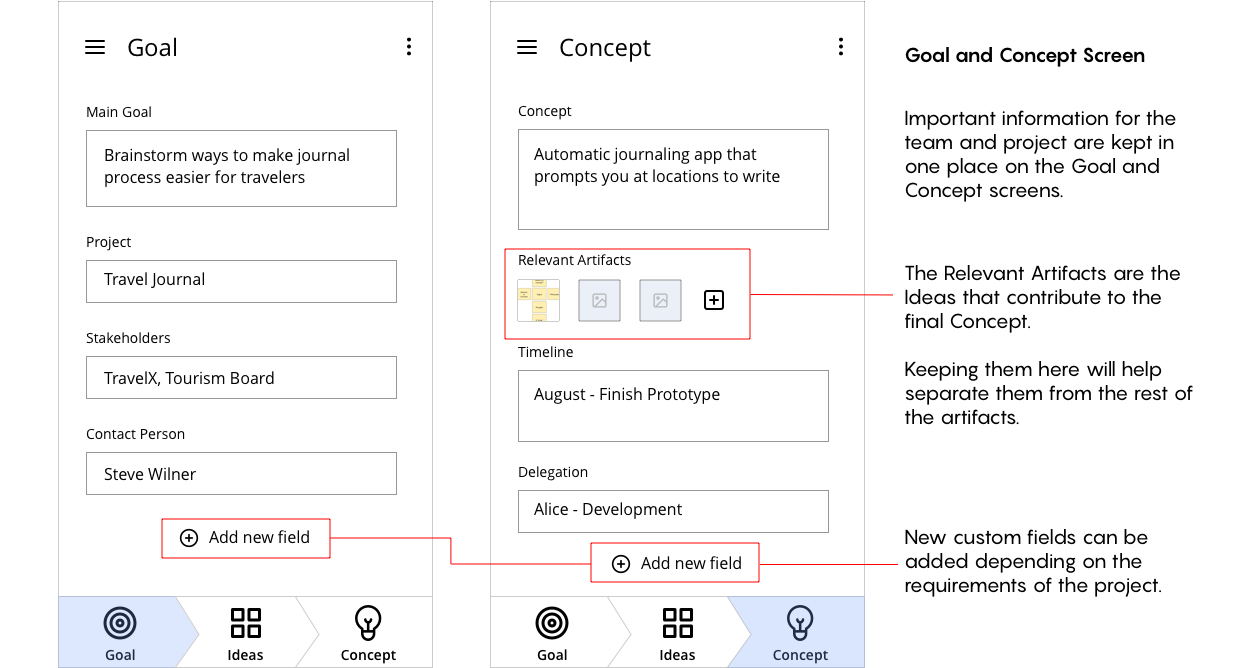 Goal
Main Goal
Brainstorm ways to make journal
process easier for travelers
Project
Travel Journal
Stakeholders
TravelX, Tourism Board
Contact Person
Steve Wilner
Add new field
Goal
Ideas
Concept
Concept
Concept
Automatic journaling app that
prompts you at locations to write
Relevant Artifacts
Timeline
August - Finish Prototype
Delegation
Alice - Development
Add new field
Goal
Ideas
Concept
Goal and Concept Screen
Important information for the
team and project are kept in
one place on the Goal and
Concept screens.
The Relevant Artifacts are the
Ideas that contribute to the
final Concept.
Keeping them here will help
separate them from the rest of
the artifacts.
New custom fields can be
added depending on the
requirements of the project.